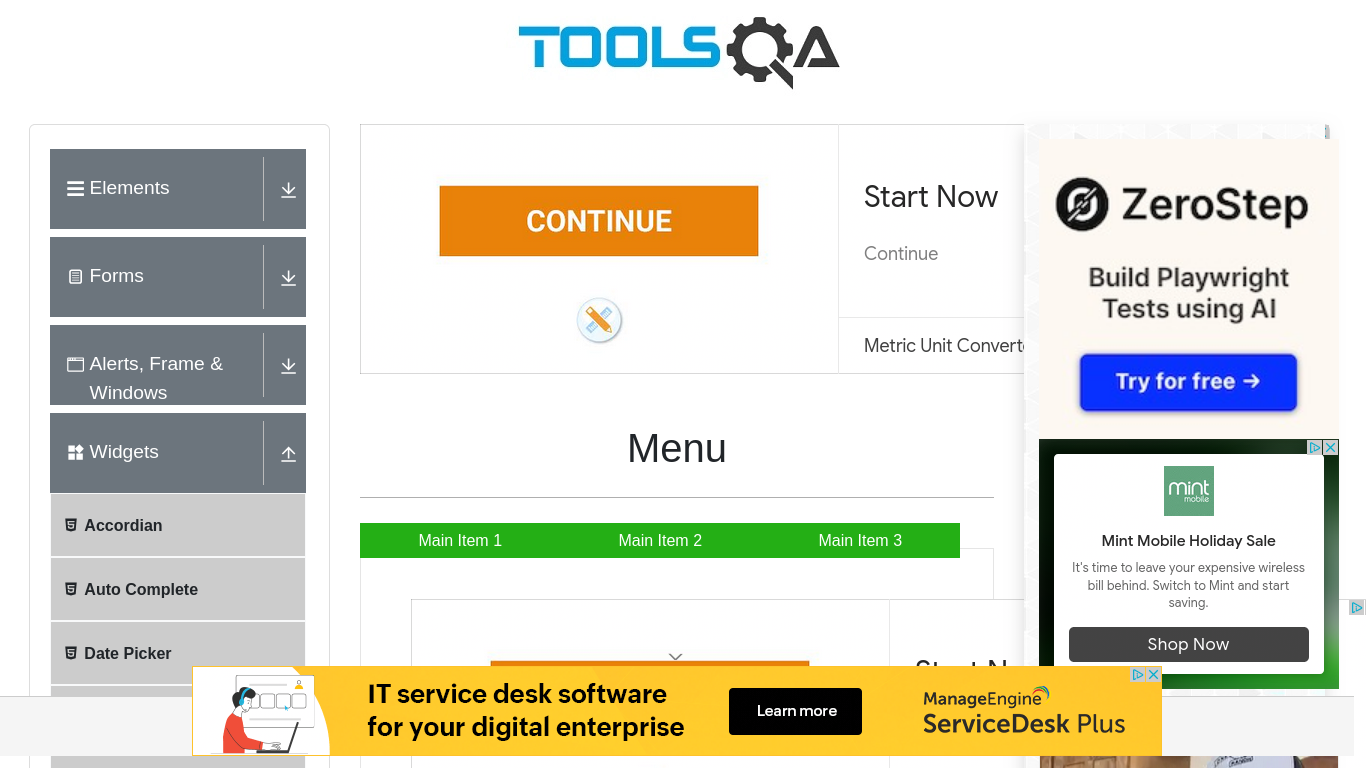 TOOLSQA
Elements
Forms
Alerts, Frame &
Windows
Widgets
Accordian
Auto Complete
Date Picker
CONTINUE
Start Now
Continue
Metric Unit Converte
Menu
Main Item 1
Main Item 2
Main Item 3
Start N
ZeroStep
Build Playwright
Tests using AI
Try for free →
mint
mobile
Mint Mobile Holiday Sale
It's time to leave your expensive wireless
bill behind. Switch to Mint and start
saving.
Shop Now
IT service desk software
for your digital enterprise
Learn more
ManageEngine
ServiceDesk Plus